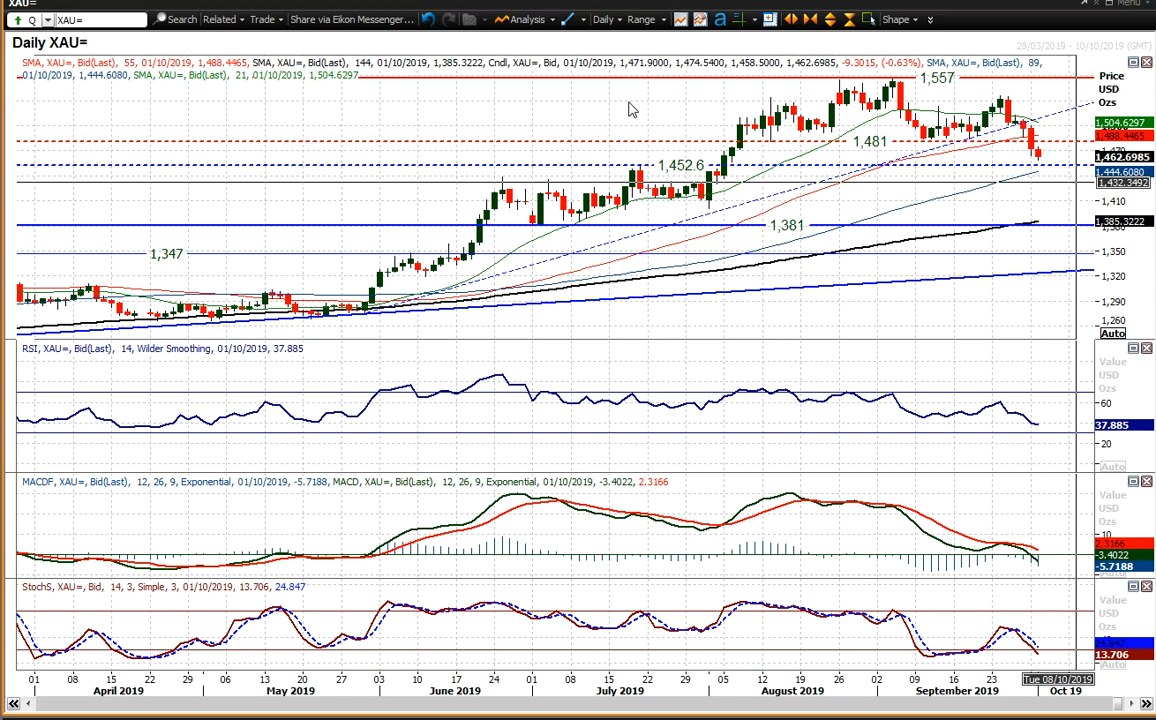 XAU=
Menu
Q XAU= Search Related Trade Share via Eikon Messenger... Analysis Daily Range a Shape
Daily XAU=
28/03/2019 - 10/10/2019 (GMT)
SMA, XAU=, Bid(Last), 55, 01/10/2019, 1,488.4465, SMA, XAU=, Bid(Last), 144, 01/10/2019, 1,385.3222, Cndl, XAU=, Bid, 01/10/2019, 1,471.9000, 1,474.5400, 1,458.5000, 1,462.6985, -9.3015, (-0.63%), SMA, XAU=, Bid(Last), 89,
01/10/2019, 1,444.6080, SMA, XAU=, Bid(Last), 21, 01/10/2019, 1,504.6297
Price
USD
Ozs
1,557
1,504.6297
1,488.4465
1,481
1,462.6985
1,452.6
1,444.6080
1,432.3492
1,410
1,385.3222
1,381
1,347
1,350
1,320
1,290
1,260
Auto
RSI, XAU=, Bid(Last), 14, Wilder Smoothing, 01/10/2019, 37.885
Value
USD
Ozs
60
37.885
20
Auto
MACDF, XAU=, Bid(Last), 12, 26, 9, Exponential, 01/10/2019, -5.7188, MACD, XAU=, Bid(Last), 12, 26, 9, Exponential, 01/10/2019, -3.4022, 2.3166
Value
USD
Ozs
10
2.3166
-3.4022
-5.7188
Auto
StochS, XAU=, Bid, 14, 3, Simple, 3, 01/10/2019, 13.706, 24.847
Value
USD
Ozs
24.847
13.706
Auto
01 08 15 22 29 06 13 20 27 03 10 17 24 01 08 15 22 29 05 12 19 26 02 09 16 23 Tue 08/10/2019
April 2019 May 2019 June 2019 July 2019 August 2019 September 2019 Oct 19